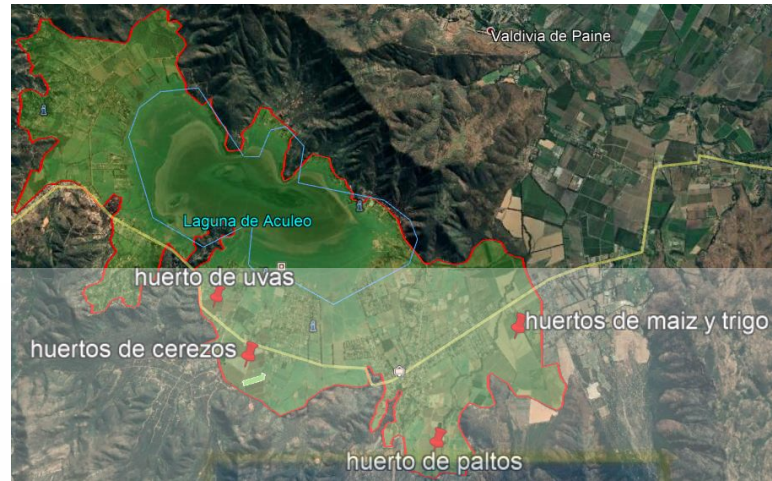 Valdivia de Paine
Laguna de Aculeo
huerto de uvas
huertos de maiz y trigo
huertos de cerezos
huerto de paltos